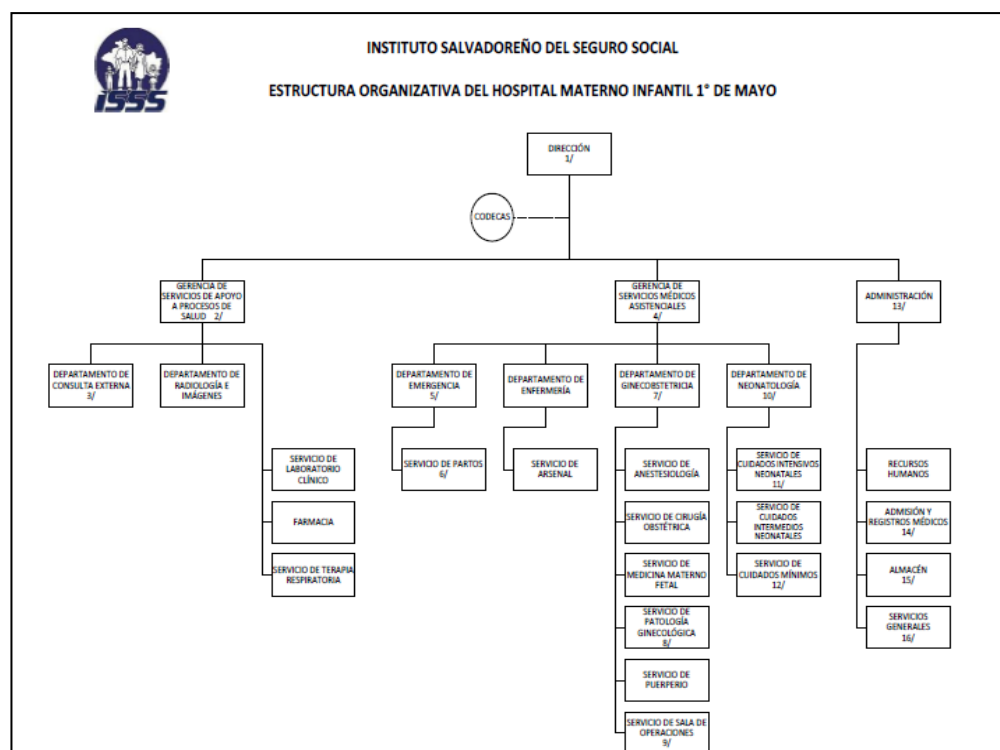 ISSS
INSTITUTO SALVADOREÑO DEL SEGURO SOCIAL
ESTRUCTURA ORGANIZATIVA DEL HOSPITAL MATERNO INFANTIL 1° DE MAYO
DIRECCIÓN
1/
CODECAS
GERENCIA DE
SERVICIOS DE APOYO
A PROCESOS DE
SALUD 2/
GERENCIA DE
SERVICIOS MÉDICOS
ASISTENCIALES
4/
ADMINISTRACIÓN
13/
DEPARTAMENTO DE
CONSULTA EXTERNA
3/
DEPARTAMENTO DE
RADIOLOGÍA E
IMÁGENES
DEPARTAMENTO DE
EMERGENCIA
5/
DEPARTAMENTO DE
ENFERMERÍA
DEPARTAMENTO DE
GINECOBSTETRICIA
7/
DEPARTAMENTO DE
NEONATOLOGÍA
10/
SERVICIO DE
LABORATORIO
CLÍNICO
FARMACIA
SERVICIO DE TERAPIA
RESPIRATORIA
SERVICIO DE PARTOS
6/
SERVICIO DE
ARSENAL
SERVICIO DE
ANESTESIOLOGÍA
SERVICIO DE CIRUGÍA
OBSTÉTRICA
SERVICIO DE
MEDICINA MATERNO
FETAL
SERVICIO DE
PATOLOGÍA
GINECOLÓGICA
8/
SERVICIO DE
PUERPERIO
SERVICIO DE SALA DE
OPERACIONES
9/
SERVICIO DE
CUIDADOS INTENSIVOS
NEONATALES
11/
SERVICIO DE
CUIDADOS
INTERMEDIOS
NEONATALES
SERVICIO DE
CUIDADOS MÍNIMOS
12/
RECURSOS
HUMANOS
ADMISIÓN Y
REGISTROS MÉDICOS
14/
ALMACÉN
15/
SERVICIOS
GENERALES
16/